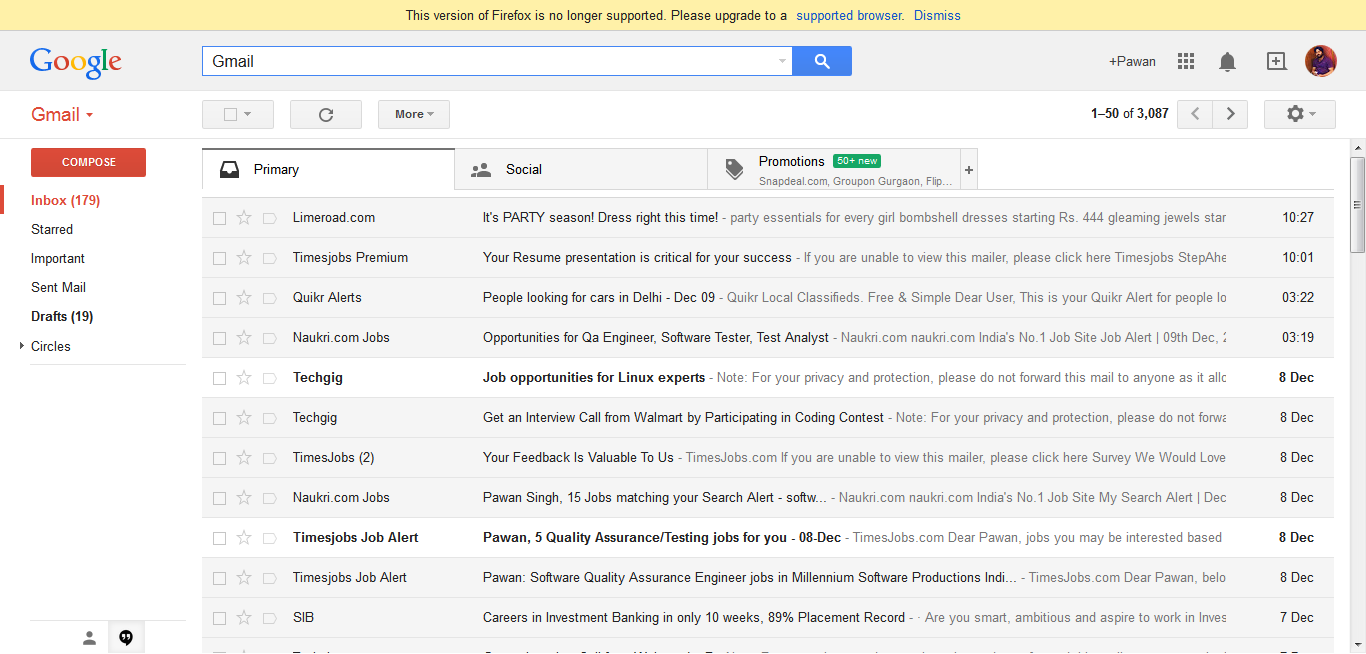 This version of Firefox is no longer supported. Please upgrade to a supported browser. Dismiss
Google
Gmail
+Pawan
Gmail
More
1–50 of 3,087
COMPOSE
Inbox (179)
Starred
Important
Sent Mail
Drafts (19)
Circles
Primary
Social
Promotions 50+ new
Snapdeal.com, Groupon Gurgaon, Flip...
+
Limeroad.com It's PARTY season! Dress right this time! - party essentials for every girl bombshell dresses starting Rs. 444 gleaming jewels star 10:27
Timesjobs Premium Your Resume presentation is critical for your success - If you are unable to view this mailer, please click here Timesjobs StepAhe 10:01
Quikr Alerts People looking for cars in Delhi - Dec 09 - Quikr Local Classifieds. Free & Simple Dear User, This is your Quikr Alert for people lo 03:22
Naukri.com Jobs Opportunities for Qa Engineer, Software Tester, Test Analyst - Naukri.com naukri.com India's No.1 Job Site Job Alert | 09th Dec, 2 03:19
Techgig Job opportunities for Linux experts - Note: For your privacy and protection, please do not forward this mail to anyone as it allo 8 Dec
Techgig Get an Interview Call from Walmart by Participating in Coding Contest - Note: For your privacy and protection, please do not forwa 8 Dec
TimesJobs (2) Your Feedback Is Valuable To Us - TimesJobs.com If you are unable to view this mailer, please click here Survey We Would Love 8 Dec
Naukri.com Jobs Pawan Singh, 15 Jobs matching your Search Alert - softw... - Naukri.com naukri.com India's No.1 Job Site My Search Alert | Dec 8 Dec
Timesjobs Job Alert Pawan, 5 Quality Assurance/Testing jobs for you - 08-Dec - TimesJobs.com Dear Pawan, jobs you may be interested based 8 Dec
Timesjobs Job Alert Pawan: Software Quality Assurance Engineer jobs in Millennium Software Productions Indi... - TimesJobs.com Dear Pawan, belo 8 Dec
SIB Careers in Investment Banking in only 10 weeks, 89% Placement Record - · Are you smart, ambitious and aspire to work in Inves 7 Dec